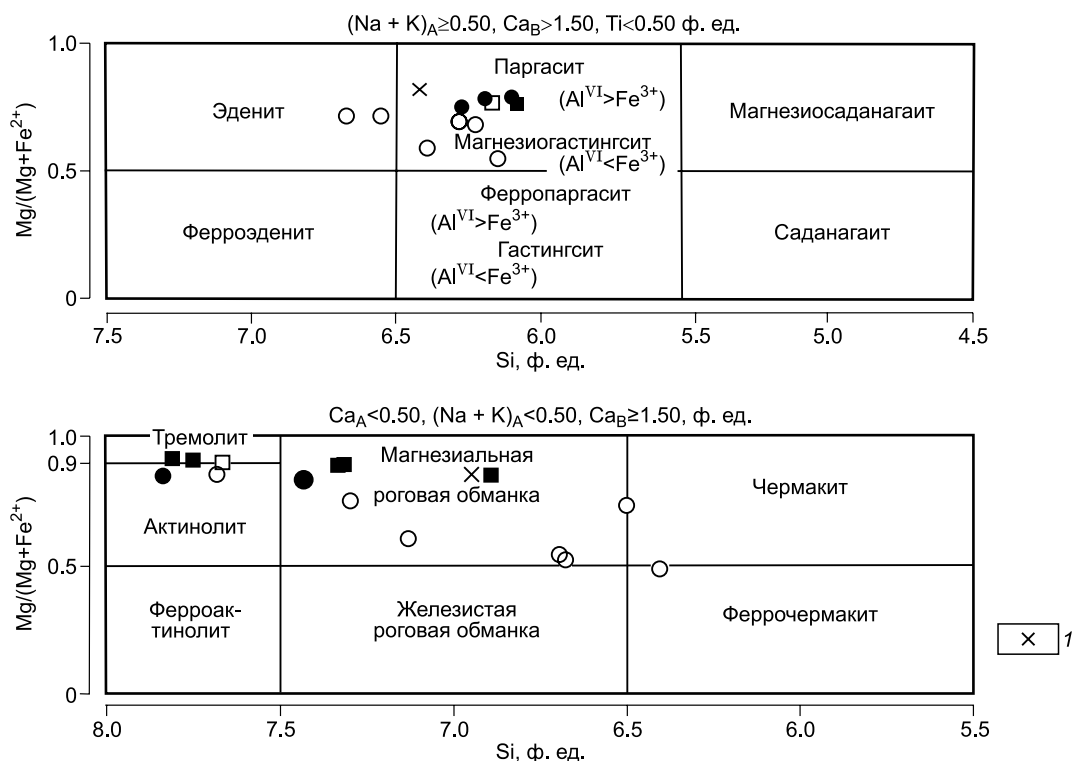 (Na + K)A≥0.50, CaB>1.50, Ti<0.50 ф. ед.
1.0
Mg/(Mg+Fe2+)
Паргасит
(AlVI>Fe3+)
Эденит
Магнезиосаданагаит
Магнезиогастингсит
(AlVI<Fe3+)
0.5
Ферропаргасит
(AlVI>Fe3+)
Ферроэденит
Саданагаит
Гастингсит
(AlVI<Fe3+)
0
7.5 7.0 6.5 6.0 5.5 5.0 4.5
Si, ф. ед.
CaA<0.50, (Na + K)A<0.50, CaB≥1.50, ф. ед.
1.0
0.9
Mg/(Mg+Fe2+)
Тремолит
Магнезиальная
роговая обманка
Чермакит
Актинолит
0.5
Ферроак-
тинолит
Железистая
роговая обманка
Феррочермакит
1
0
8.0 7.5 7.0 6.5 6.0 5.5
Si, ф. ед.